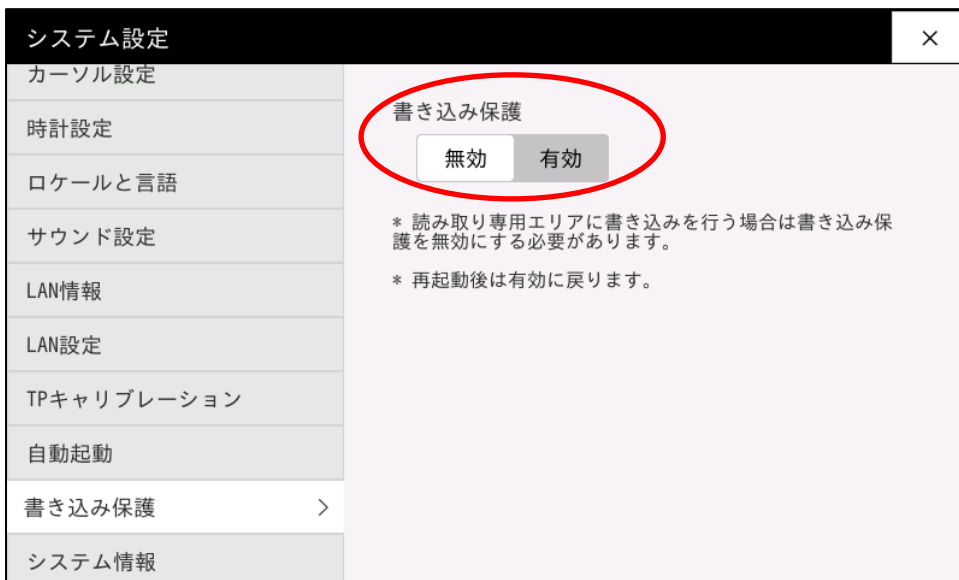 システム設定
×
カーソル設定
時計設定
ロケールと言語
サウンド設定
LAN情報
LAN設定
TPキャリブレーション
自動起動
書き込み保護 >
システム情報
書き込み保護
無効 有効
* 読み取り専用エリアに書き込みを行う場合は書き込み保
護を無効にする必要があります。
* 再起動後は有効に戻ります。